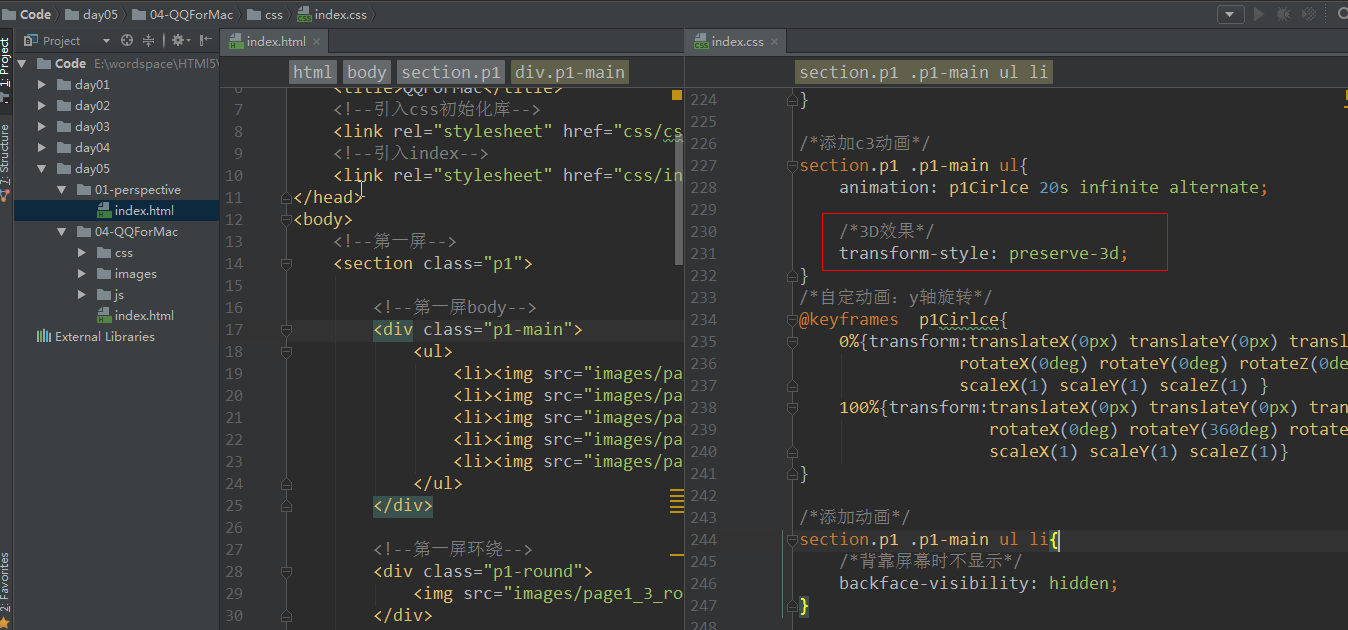 Code day05 04-QQForMac css index.css
1: Project
7: Structure
2: Favorites
Project
Code E:\wordspace\HTMl5\
day01
day02
day03
day04
day05
01-perspective
index.html
04-QQForMac
css
images
js
index.html
External Libraries
index.html
html body section.p1 div.p1-main
6 <title>QQForMac</title>
7 <!--引入css初始化库-->
8 <link rel="stylesheet" href="css/cs
9 <!--引入index-->
10 <link rel="stylesheet" href="css/in
11 </head>
12 <body>
13 <!--第一屏-->
14 <section class="p1">
15
16 <!--第一屏body-->
17 <div class="p1-main">
18 <ul>
19 <li><img src="images/pa
20 <li><img src="images/pa
21 <li><img src="images/pa
22 <li><img src="images/pa
23 <li><img src="images/pa
24 </ul>
25 </div>
26
27 <!--第一屏环绕-->
28 <div class="p1-round">
29 <img src="images/page1_3_ro
30 </div>
index.css
section.p1 .p1-main ul li
224 }
225
226 /*添加c3动画*/
227 section.p1 .p1-main ul{
228 animation: p1Cirlce 20s infinite alternate;
229
230 /*3D效果*/
231 transform-style: preserve-3d;
232 }
233 /*自定动画：y轴旋转*/
234 @keyframes p1Cirlce{
235 0%{transform:translateX(0px) translateY(0px) transl
236 rotateX(0deg) rotateY(0deg) rotateZ(0de
237 scaleX(1) scaleY(1) scaleZ(1) }
238 100%{transform:translateX(0px) translateY(0px) tran
239 rotateX(0deg) rotateY(360deg) rotate
240 scaleX(1) scaleY(1) scaleZ(1)}
241 }
242
243 /*添加动画*/
244 section.p1 .p1-main ul li{
245 /*背靠屏幕时不显示*/
246 backface-visibility: hidden;
247 }
248